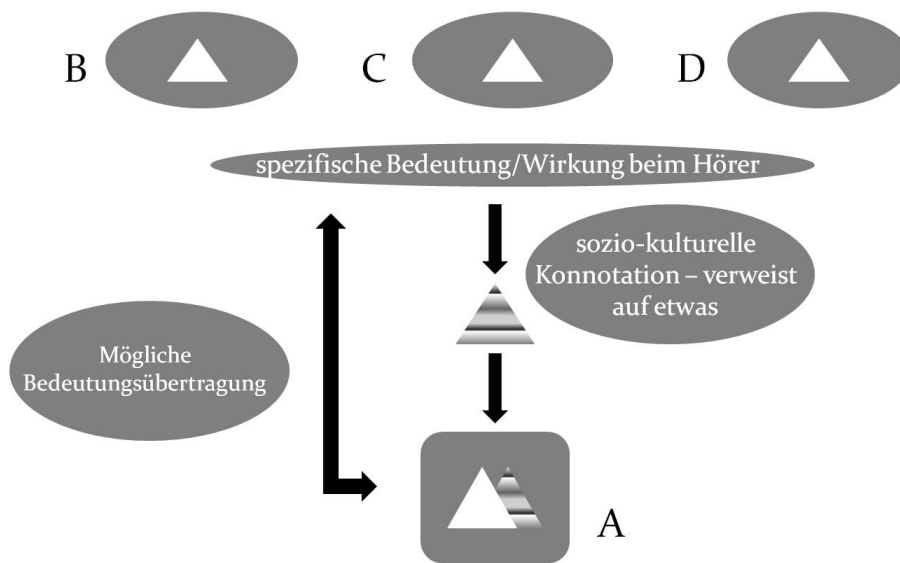 B
C
D
spezifische Bedeutung/Wirkung beim Hörer
sozio-kulturelle
Konnotation – verweist
auf etwas
Mögliche
Bedeutungsübertragung
A